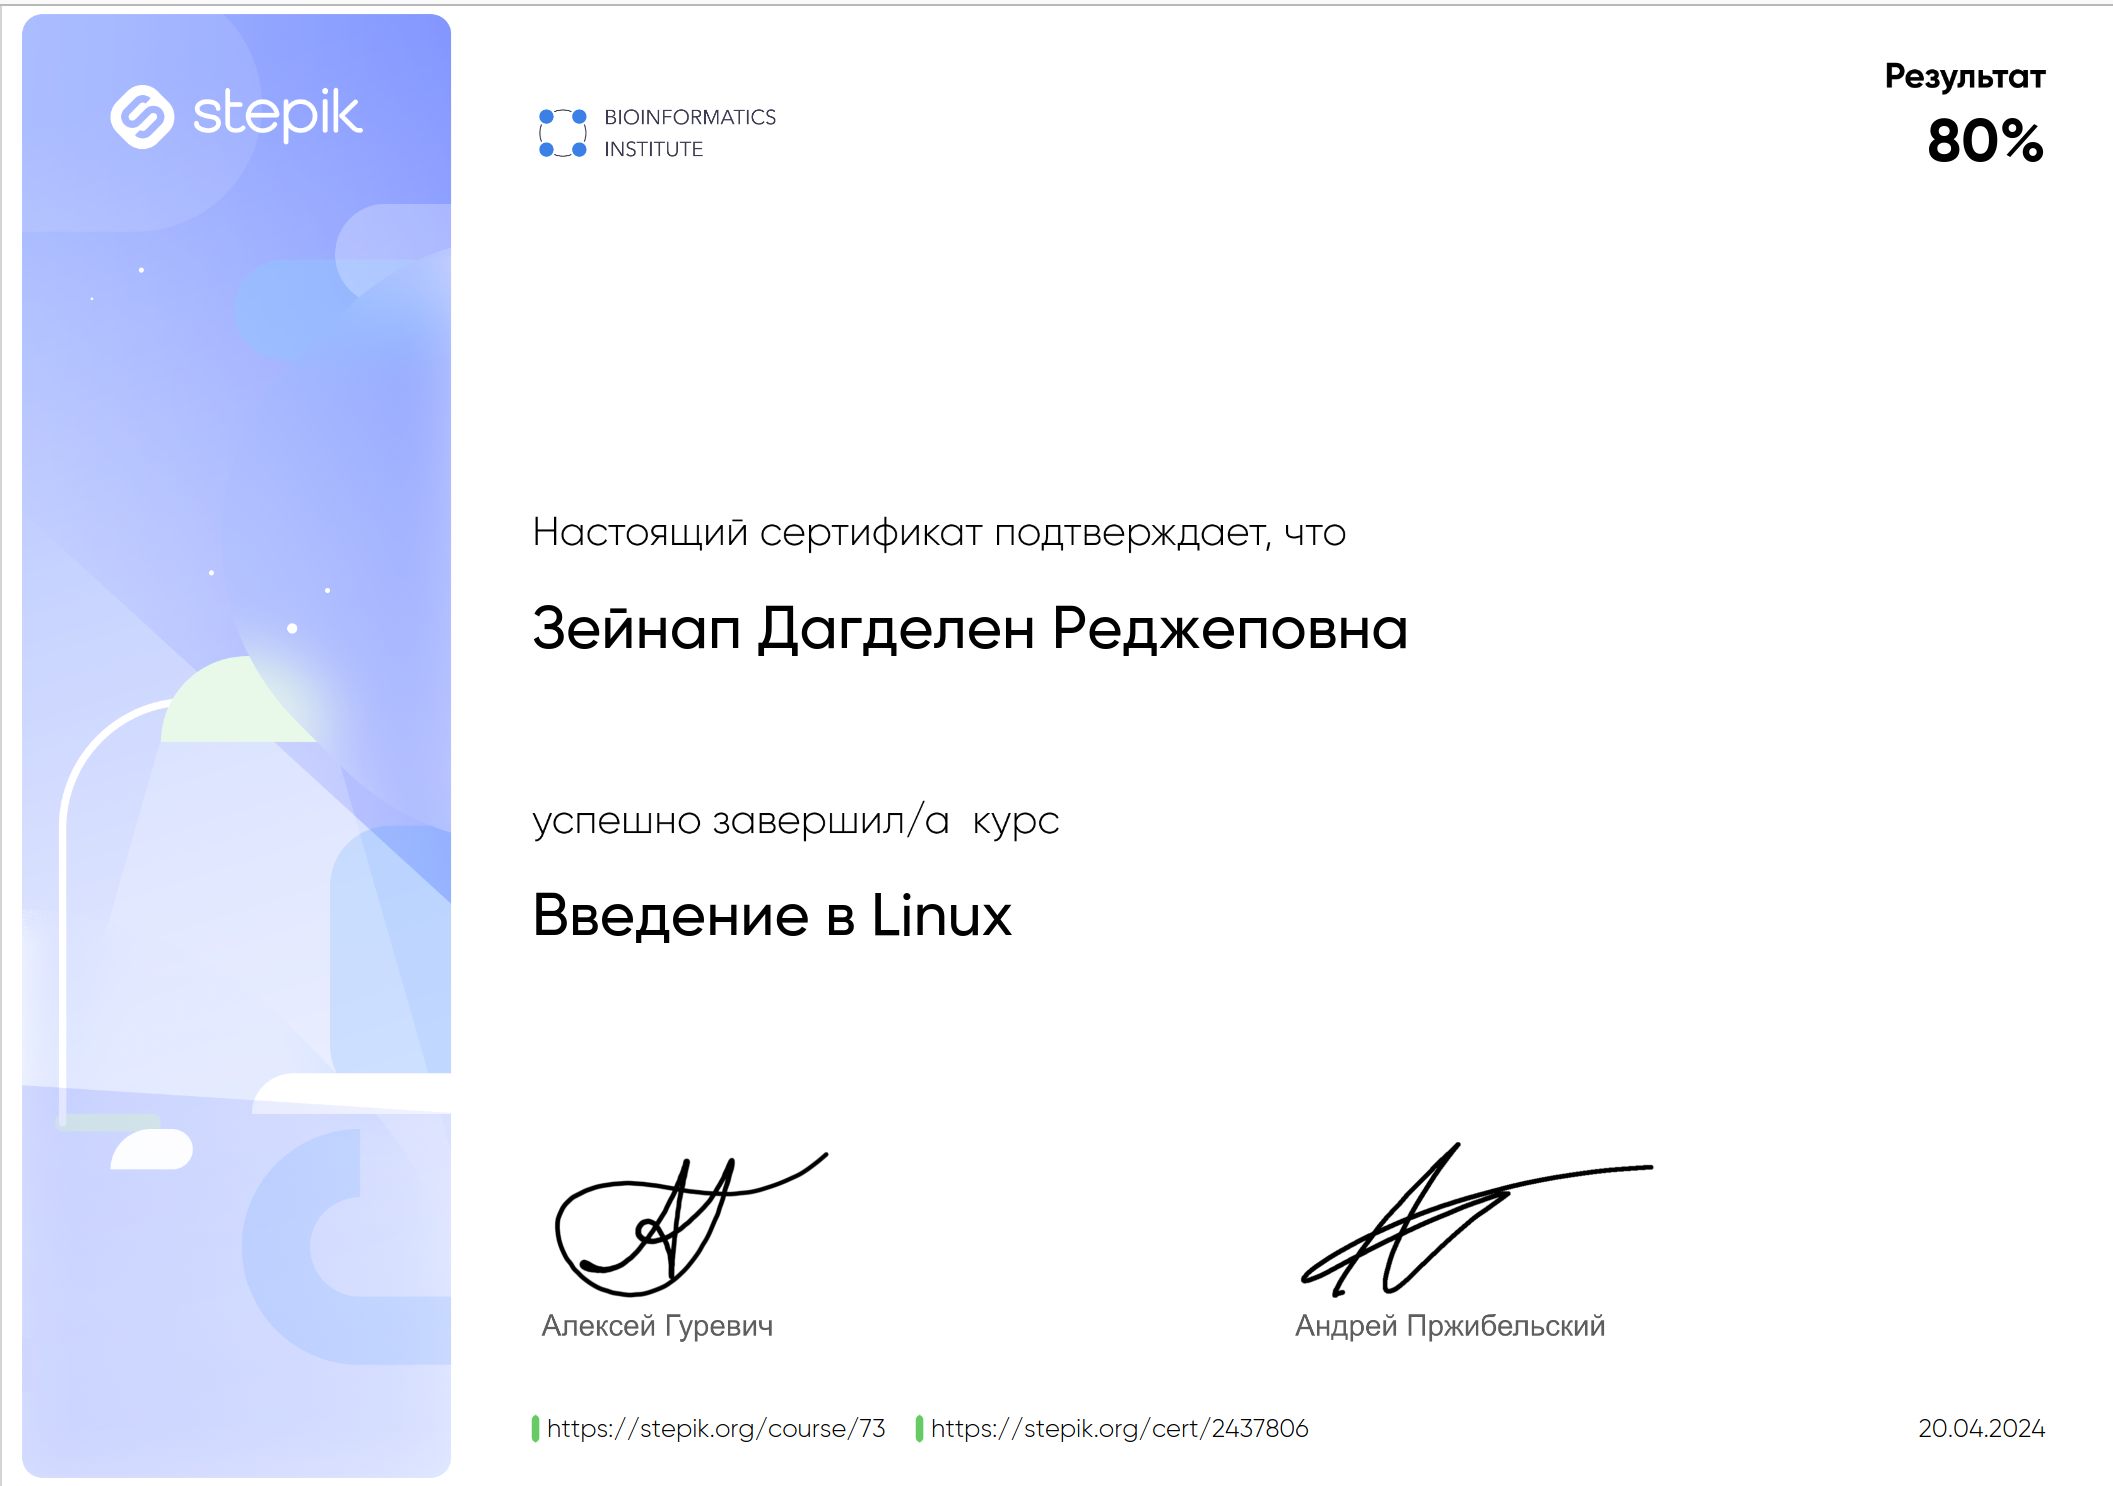 stepik
BIOINFORMATICS
INSTITUTE
Результат
80%
Настоящий сертификат подтверждает, что
Зейнап Дагделен Реджеповна
успешно завершил/а курс
Введение в Linux
Алексей Гуревич
Андрей Пржибельский
https://stepik.org/course/73
https://stepik.org/cert/2437806
20.04.2024